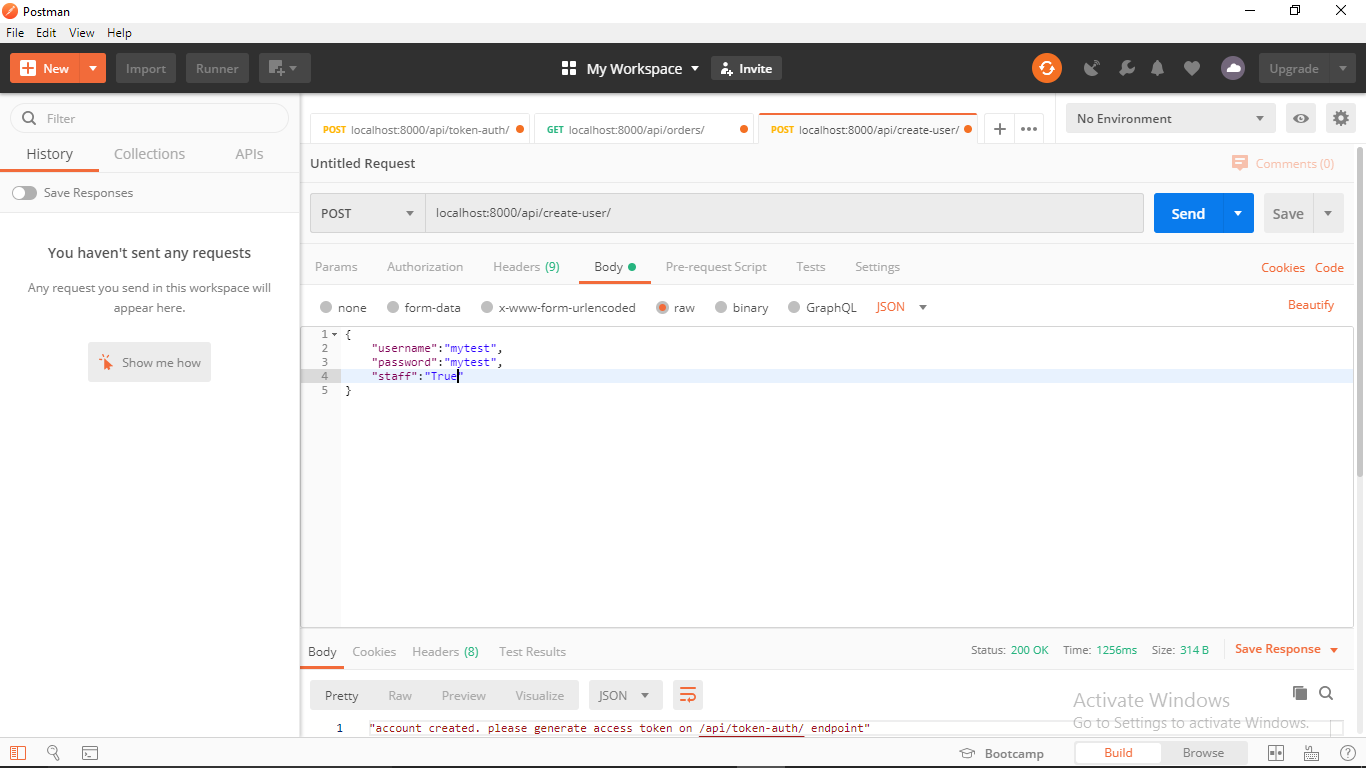 Postman
File Edit View Help
New Import Runner My Workspace Invite Upgrade
Filter
History Collections APIs
Save Responses
You haven't sent any requests
Any request you send in this workspace will
appear here.
Show me how
POST localhost:8000/api/token-auth/ GET localhost:8000/api/orders/ POST localhost:8000/api/create-user/ No Environment
Untitled Request Comments (0)
POST localhost:8000/api/create-user/ Send Save
Params Authorization Headers (9) Body Pre-request Script Tests Settings Cookies Code
none form-data x-www-form-urlencoded raw binary GraphQL JSON Beautify
1 {
2 "username":"mytest",
3 "password":"mytest",
4 "staff":"True"
5 }
Body Cookies Headers (8) Test Results Status: 200 OK Time: 1256ms Size: 314 B Save Response
Pretty Raw Preview Visualize JSON
Activate Windows
Go to Settings to activate Windows.
1 "account created. please generate access token on /api/token-auth/ endpoint"
Bootcamp Build Browse